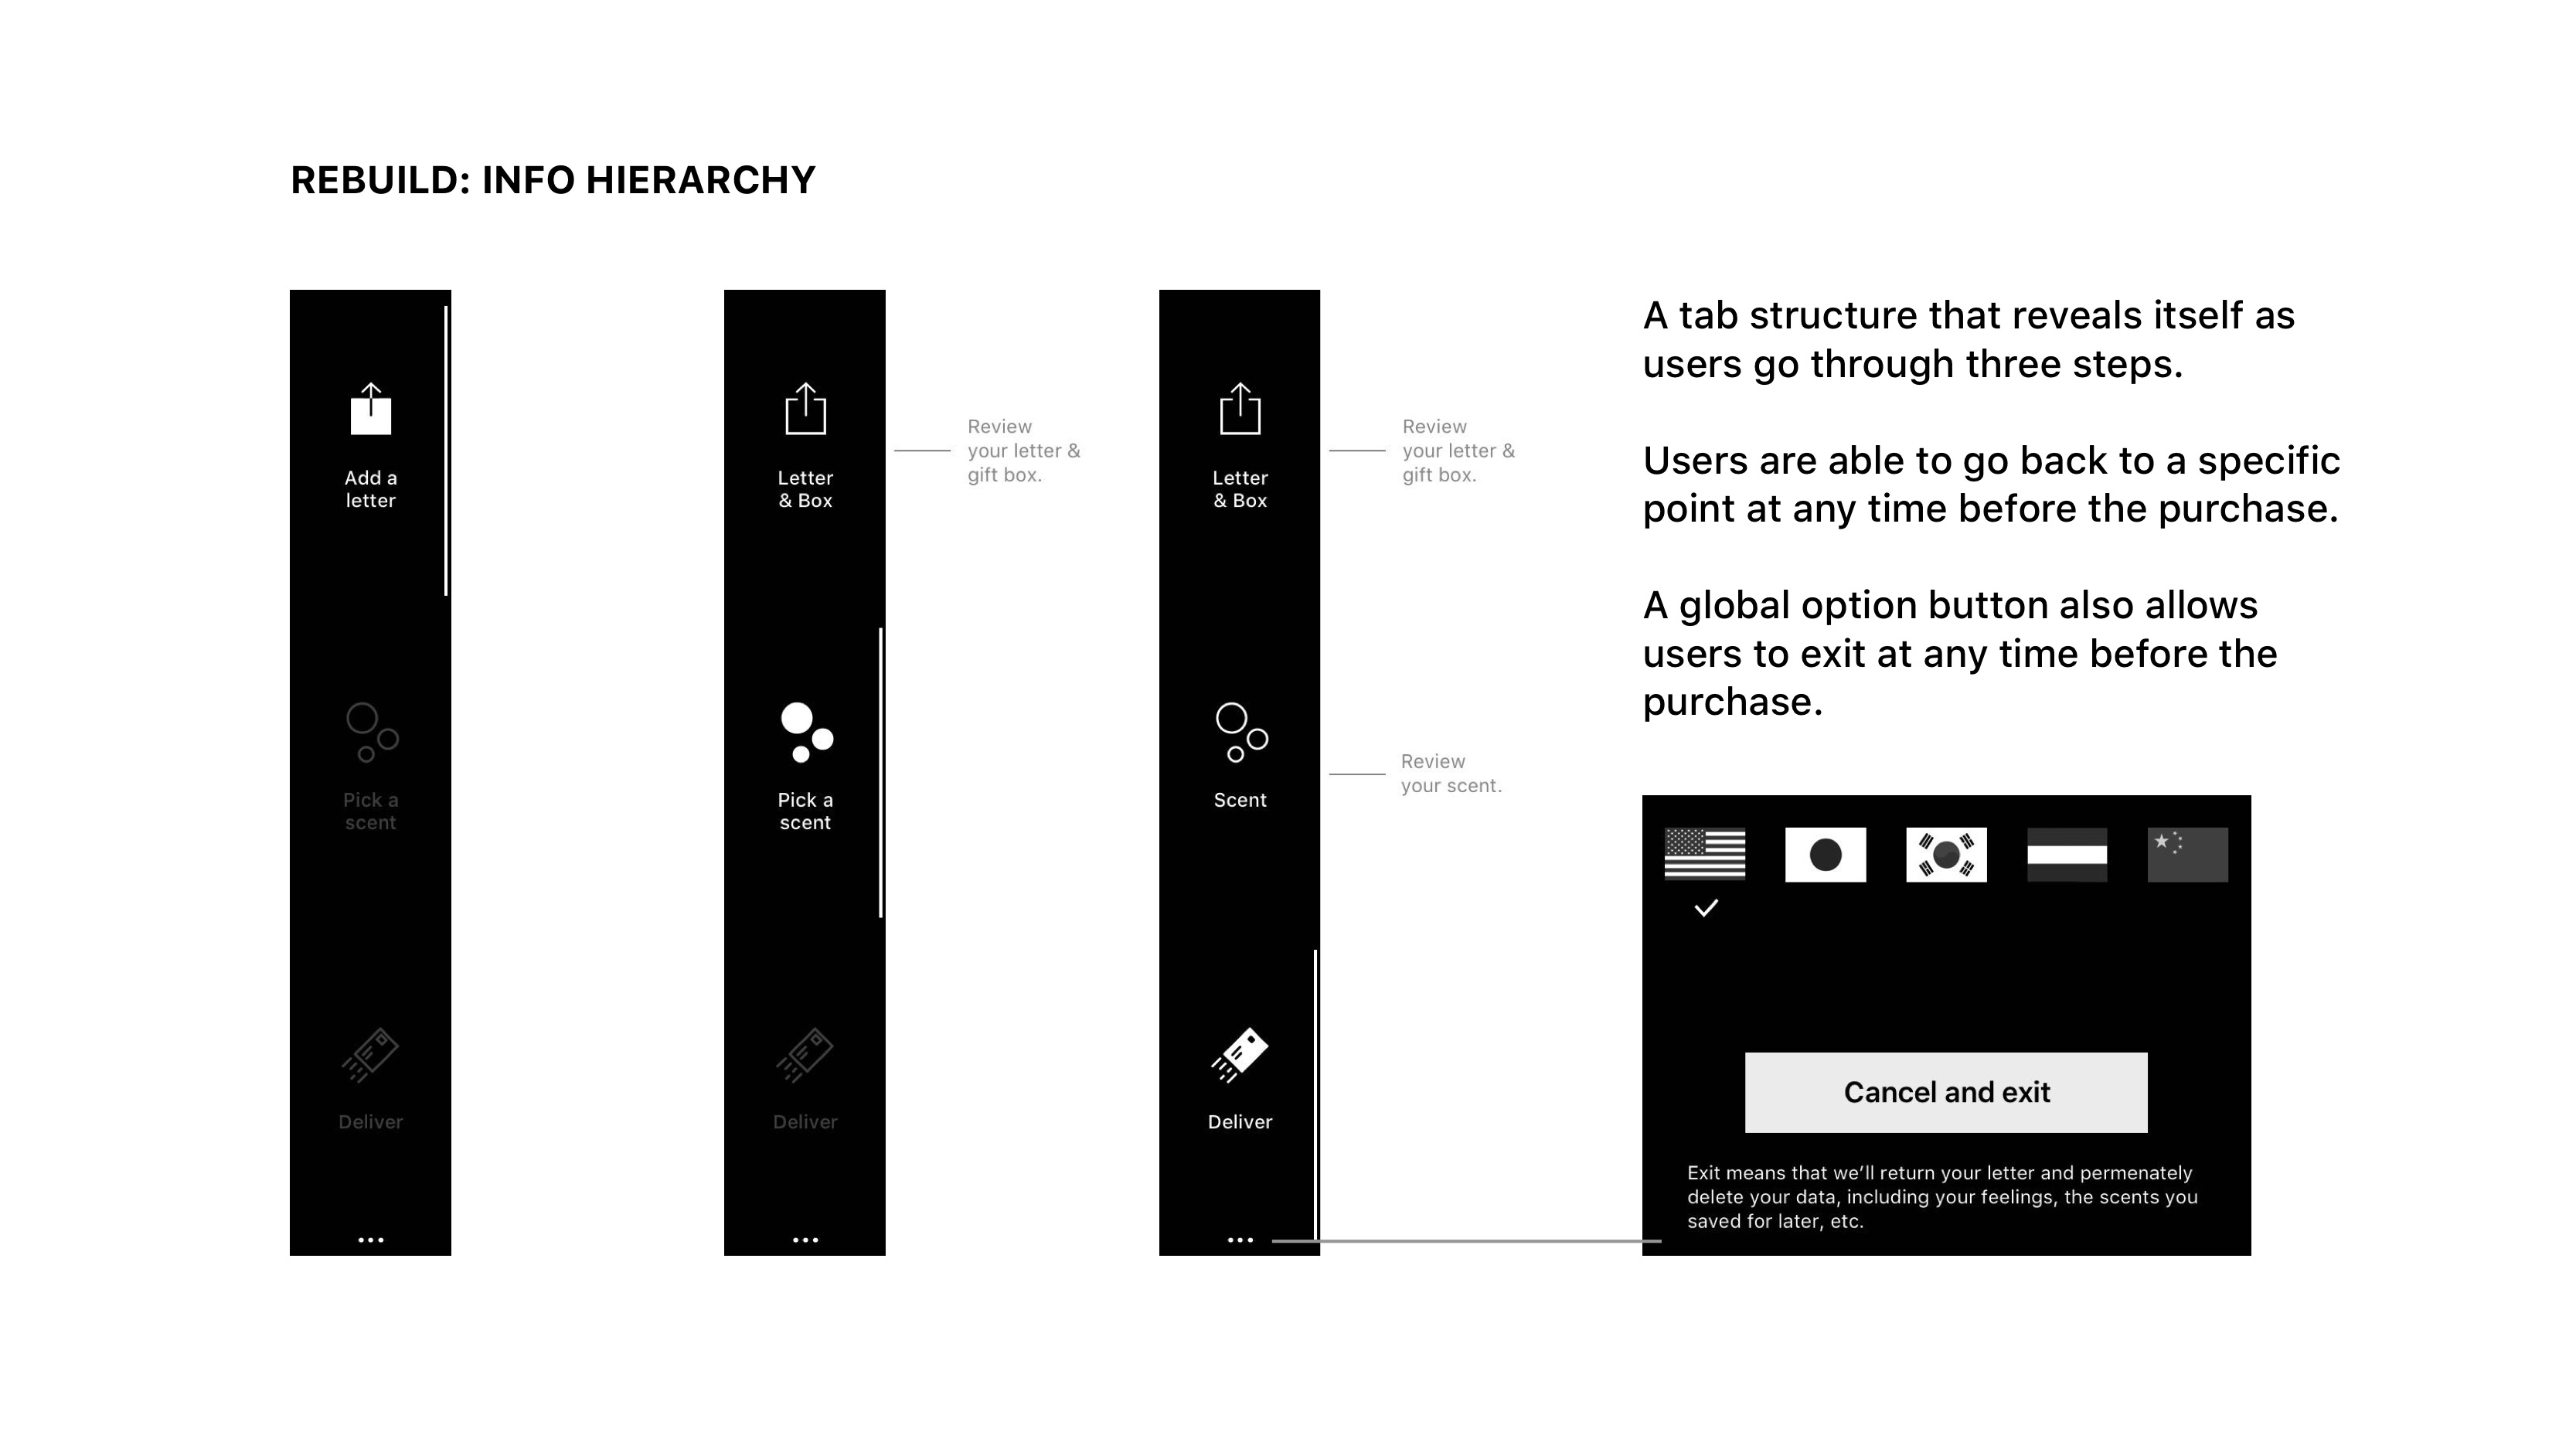 REBUILD: INFO HIERARCHY
Add a
letter
Pick a
scent
Deliver
Letter
& Box
Pick a
scent
Deliver
Review
your letter &
gift box.
Letter
& Box
Scent
Deliver
Review
your letter &
gift box.
Review
your scent.
A tab structure that reveals itself as
users go through three steps.
Users are able to go back to a specific
point at any time before the purchase.
A global option button also allows
users to exit at any time before the
purchase.
Cancel and exit
Exit means that we’ll return your letter and permenately
delete your data, including your feelings, the scents you
saved for later, etc.